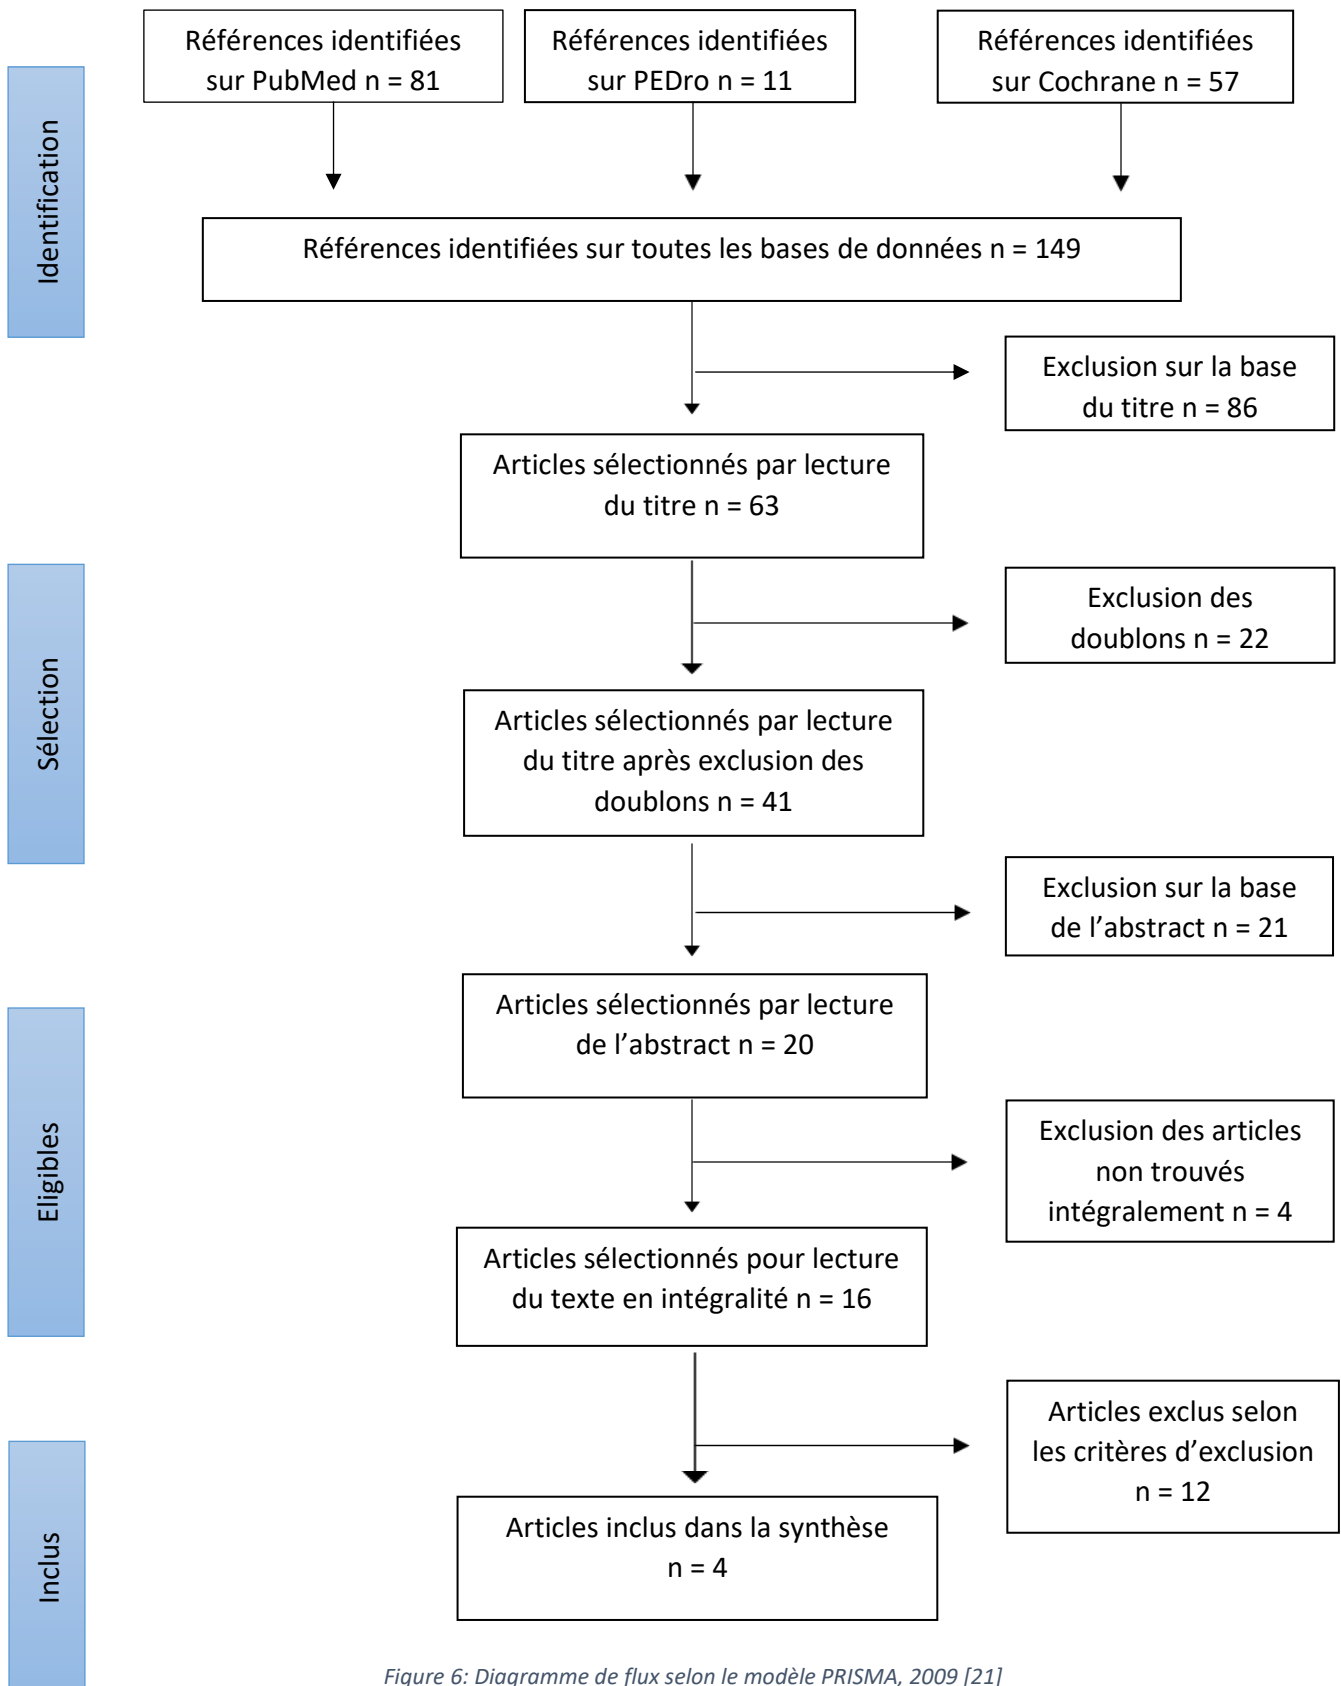 Références identifiées
sur PubMed n = 81
Références identifiées
sur PEDro n = 11
Références identifiées
sur Cochrane n = 57
Identification
Références identifiées sur toutes les bases de données n = 149
Exclusion sur la base
du titre n = 86
Articles sélectionnés par lecture
du titre n = 63
Sélection
Exclusion des
doublons n = 22
Articles sélectionnés par lecture
du titre après exclusion des
doublons n = 41
Exclusion sur la base
de l’abstract n = 21
Articles sélectionnés par lecture
de l’abstract n = 20
Eligibles
Exclusion des articles
non trouvés
intégralement n = 4
Articles sélectionnés pour lecture
du texte en intégralité n = 16
Articles exclus selon
les critères d’exclusion
n = 12
Inclus
Articles inclus dans la synthèse
n = 4
Figure 6: Diagramme de flux selon le modèle PRISMA, 2009 [21]